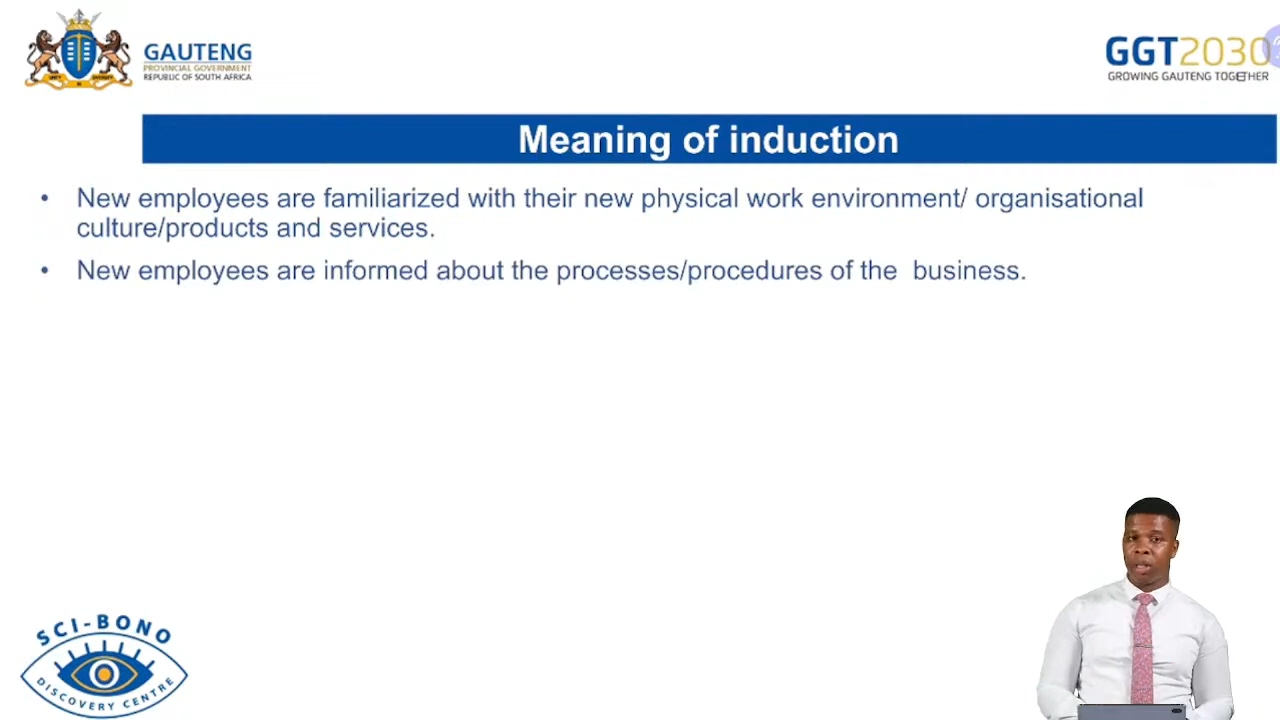 GAUTENG
PROVINCIAL GOVERNMENT
REPUBLIC OF SOUTH AFRICA
GGT2030
GROWING GAUTENG TOGETHER
Meaning of induction
• New employees are familiarized with their new physical work environment/ organisational
culture/products and services.
• New employees are informed about the processes/procedures of the  business.
SCI-BONO
DISCOVERY CENTRE